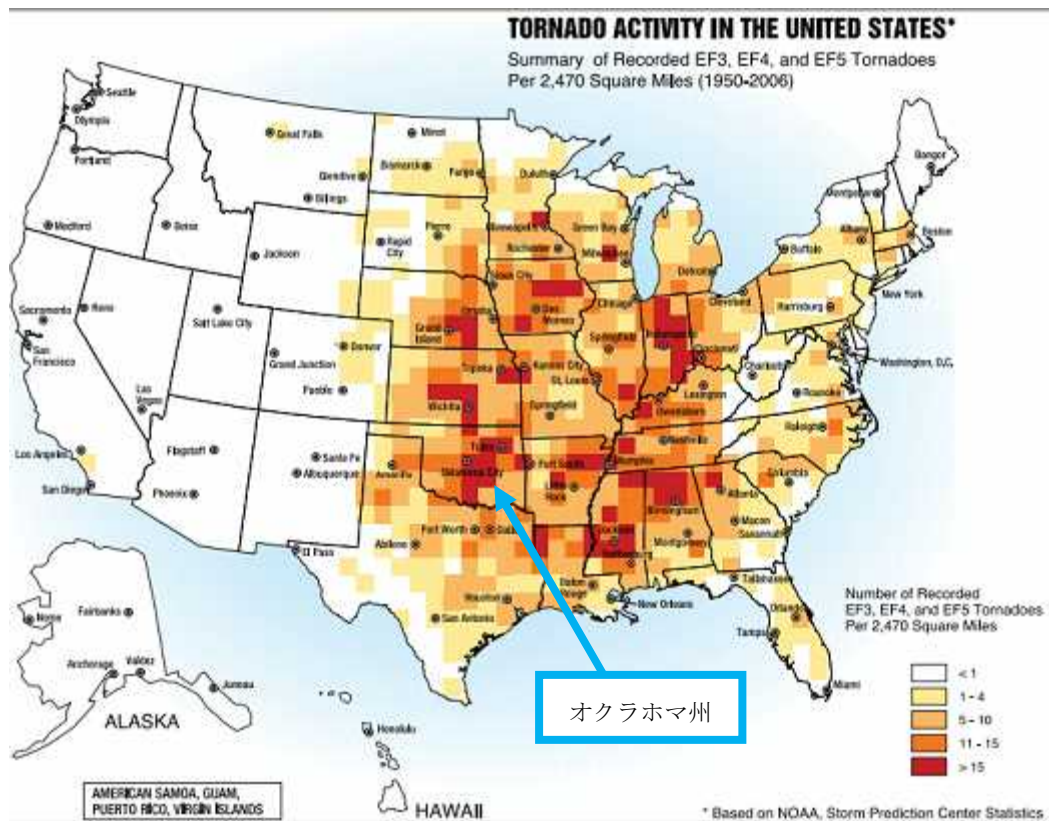 TORNADO ACTIVITY IN THE UNITED STATES*
Summary of Recorded EF3, EF4, and EF5 Tornadoes
Per 2,470 Square Miles (1950-2006)
Seattle
Olympia
Portland
Medford
Boise
Great Falls
Glendive
Billings
Jackson
Minot
Bismarck
Fargo
Duluth
Pierre
Rapid
City
Minneapolis
Rochester
Green Bay
Milwaukee
Detroit
Bangor
Montpelier
Albany
Boston
Buffalo
New York
Cleveland
Harrisburg
Washington, D.C.
Sacramento
San
Francisco
Reno
Salt Lake City
Las
Vegas
Grand Junction
Denver
Pueblo
Grand
Island
Omaha
Sioux City
Des
Moines
Chicago
Springfield
Indianapolis
Cincinnati
Charleston
Roanoke
Raleigh
Lexington
Owensboro
Topeka
Kansas City
St. Louis
Wichita
Springfield
Los Angeles
San Diego
Flagstaff
Phoenix
Santa Fe
Albuquerque
Amarillo
Tulsa
Oklahoma City
Fort Smith
Little
Rock
Memphis
Nashville
Columbia
Atlanta
Birmingham
Macon
Savannah
Montgomery
El Paso
Abilene
Fort Worth
Houston
San Antonio
Baton
Rouge
New Orleans
Tallahassee
Orlando
Tampa
Miami
Nome
Fairbanks
Anchorage
Valdez
Juneau
ALASKA
Honolulu
HAWAII
オクラホマ州
Number of Recorded
EF3, EF4, and EF5 Tornadoes
Per 2,470 Square Miles
< 1
1 - 4
5 - 10
11 - 15
> 15
AMERICAN SAMOA, GUAM,
PUERTO RICO, VIRGIN ISLANDS
* Based on NOAA, Storm Prediction Center Statistics